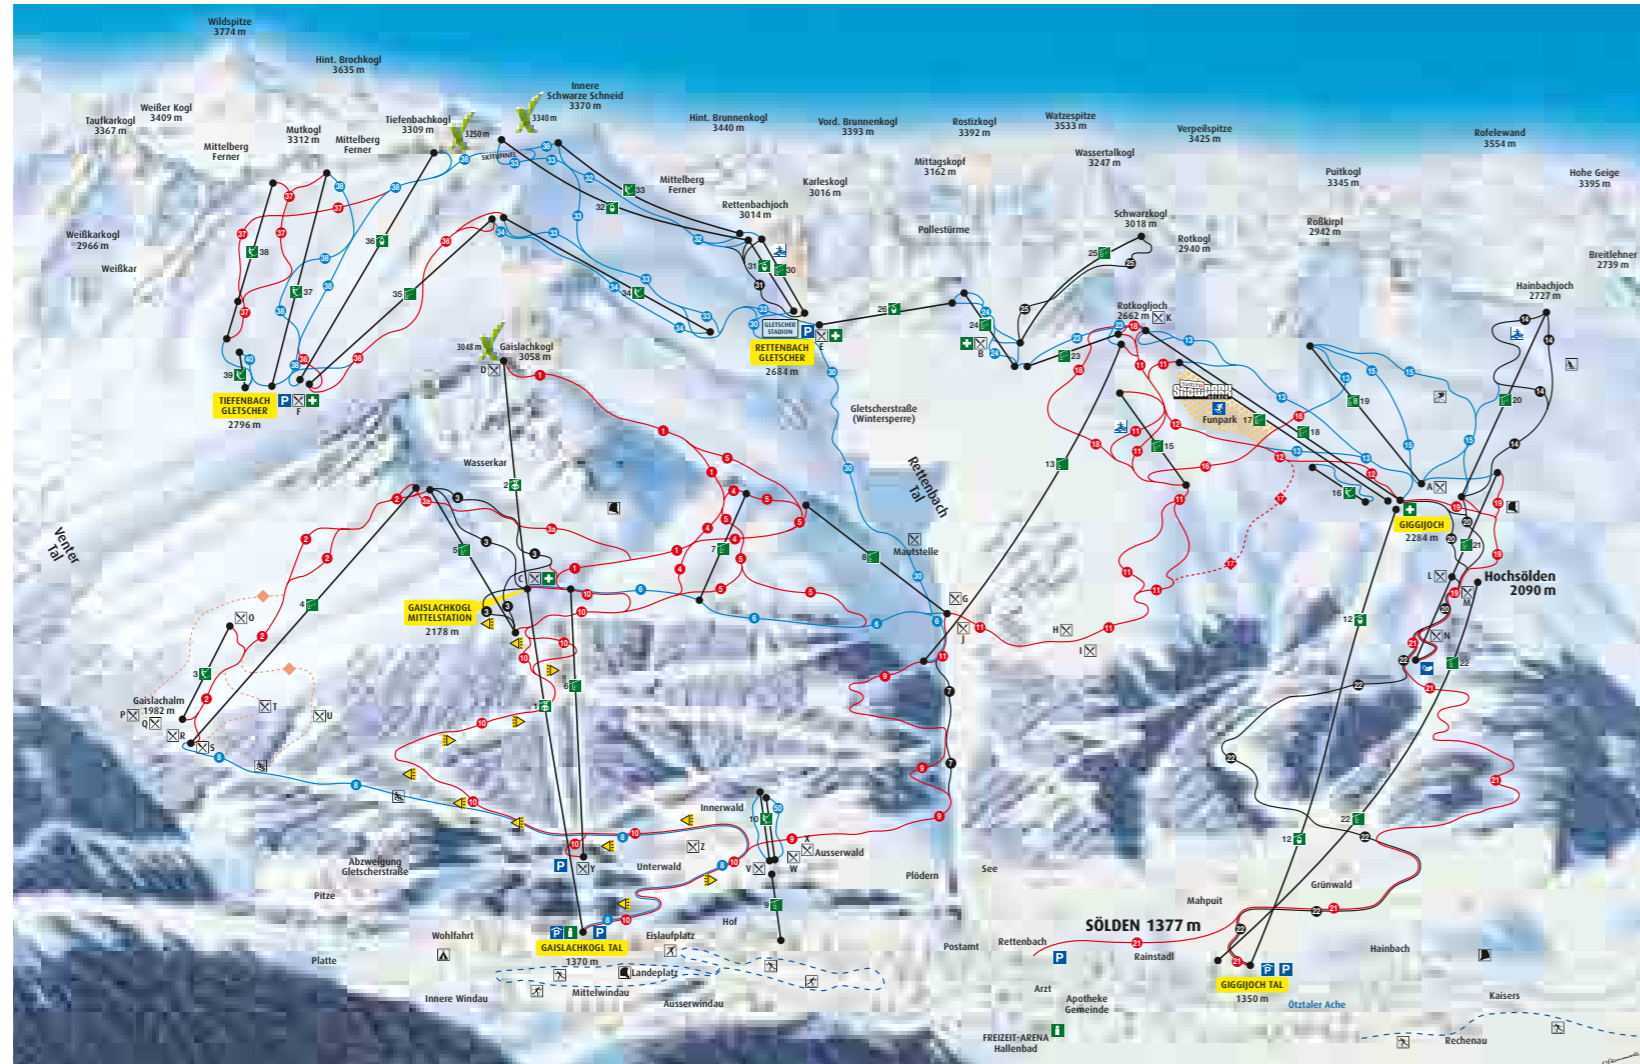 Wildspitze
3774 m
Hint. Brochkogl
3635 m
Innere
Schwarze Schneid
3370 m
Weißer Kogl
3409 m
Taufkarkogl
3367 m
Mutkogl
3312 m
Mittelberg
Ferner
Mittelberg
Ferner
Tiefenbachkogl
3309 m
3250 m
3340 m
SKITUNNEL
Hint. Brunnenkogl
3440 m
Vord. Brunnenkogl
3393 m
Rostizkogl
3392 m
Watzespitze
3533 m
Verpeilspitze
3425 m
Rofelewand
3554 m
Mittagskopf
3162 m
Wassertalkogl
3247 m
Puitkogl
3345 m
Hohe Geige
3395 m
Mittelberg
Ferner
Karleskogl
3016 m
Rettenbachjoch
3014 m
Pollestürme
Schwarzkogl
3018 m
Rotkogl
2940 m
Roßkirpl
2942 m
Breitlehner
2739 m
Hainbachjoch
2727 m
Weißkarkogl
2966 m
Weißkar
Rotkogljoch
2662 m
K
GLETSCHER
STADION
RETTENBACH
GLETSCHER
2684 m
E
B
3048 m
Gaislachkogl
3058 m
D
TIEFENBACH
GLETSCHER
2796 m
P
F
Gletscherstraße
(Wintersperre)
Funpark
Wasserkar
Rettenbach
Tal
Mautstelle
Venter
Tal
A
GIGGIJOCH
2284 m
Hochsölden
2090 m
L
M
N
C
GAISLACHKOGL
MITTELSTATION
2178 m
G
J
H
I
O
Gaislachalm
1982 m
P
Q
R
S
T
U
Innerwald
Z
X
Ausserwald
V
W
Y
Abzweigung
Gletscherstraße
Unterwald
Plödern
See
Pitze
Hof
Mahpuit
Grünwald
SÖLDEN 1377 m
Wohlfahrt
GAISLACHKOGL TAL
1370 m
Eislaufplatz
Postamt
Rettenbach
Rainstadl
Hainbach
Platte
Landeplatz
Innere Windau
Mittelwindau
Ausserwindau
GIGGIJOCH TAL
1350 m
Arzt
Apotheke
Gemeinde
Ötztaler Ache
Kaisers
FREIZEIT-ARENA
Hallenbad
Rechenau